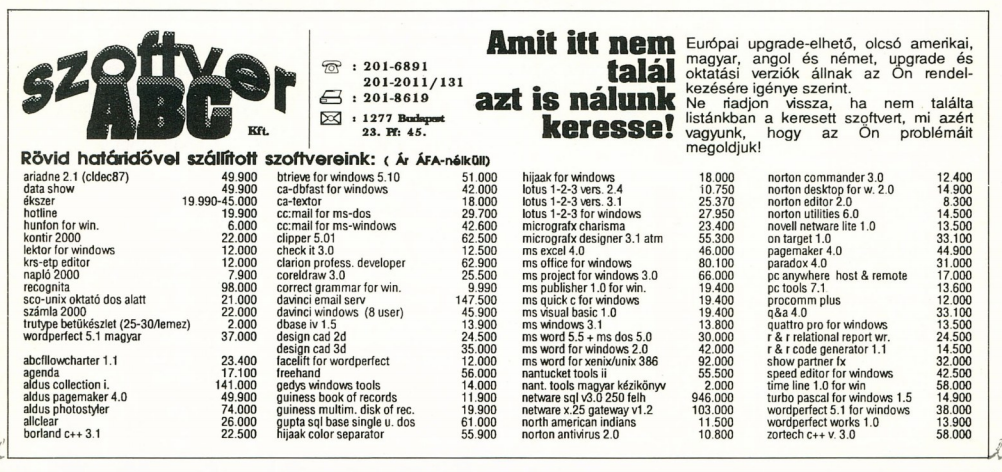 szoftver
ABC
Kft.
: 201-6891
201-2011/131
: 201-8619
: 1277 Budapest
23. Pf: 45.
Amit itt nem
talál
azt is nálunk
keresse!
Európai upgrade-elhető, olcsó amerikai,
magyar, angol és német, upgrade és
oktatási verziók állnak az Ön rendel-
kezésére igénye szerint.
Ne riadjon vissza, ha nem találta
listánkban a keresett szoftvert, mi azért
vagyunk, hogy az Ön problémáit
megoldjuk!
Rövid határidővel szállított szoftvereink: ( Ár ÁFA-nélkül)
ariadne 2.1 (cldec87) 49.900
data show 49.900
ékszer 19.990-45.000
hotline 19.900
hunfon for win. 6.000
kontír 2000 22.000
lektor for windows 12.000
krs-etp editor 12.000
napló 2000 7.900
recognita 98.000
sco-unix oktató dos alatt 21.000
számla 2000 22.000
trutype betükészlet (25-30/lemez) 2.000
wordperfect 5.1 magyar 37.000
abcfllowcharter 1.1 23.400
agenda 17.100
aldus collection i. 141.000
aldus pagemaker 4.0 49.900
aldus photostyler 74.000
allclear 26.000
borland c++ 3.1 22.500
btrieve for windows 5.10 51.000
ca-dbfast for windows 42.000
ca-textor 18.000
cc:mail for ms-dos 29.700
cc:mail for ms-windows 42.600
clipper 5.01 62.500
check it 3.0 12.500
clarion profess. developer 62.900
coreldraw 3.0 25.500
correct grammar for win. 9.990
davinci email serv 147.500
davinci windows (8 user) 45.900
dbase iv 1.5 13.900
design cad 2d 24.500
design cad 3d 35.000
facelift for wordperfect 12.000
freehand 56.000
gedys windows tools 14.000
guiness book of records 11.900
guiness multim. disk of rec. 19.900
gupta sql base single u. dos 61.000
hijaak color separator 55.900
hijaak for windows 18.000
lotus 1-2-3 vers. 2.4 10.750
lotus 1-2-3 vers. 3.1 25.370
lotus 1-2-3 for windows 27.950
micrografx charisma 23.400
micrografx designer 3.1 atm 55.300
ms excel 4.0 46.000
ms office for windows 80.100
ms project for windows 3.0 66.000
ms publisher 1.0 for win. 19.400
ms quick c for windows 19.400
ms visual basic 1.0 19.400
ms windows 3.1 13.800
ms word 5.5 + ms dos 5.0 30.000
ms word for windows 2.0 42.000
ms word for xenix/unix 386 92.000
nantucket tools ii 55.500
nant. tools magyar kézikönyv 2.000
netware sql v3.0 250 felh 946.000
netware x.25 gateway v1.2 103.000
north american indians 11.500
norton antivirus 2.0 10.800
norton commander 3.0 12.400
norton desktop for w. 2.0 14.900
norton editor 2.0 8.300
norton utilities 6.0 14.500
novell netware lite 1.0 13.500
on target 1.0 33.100
pagemaker 4.0 44.900
paradox 4.0 31.000
pc anywhere host & remote 17.000
pc tools 7.1 13.600
procomm plus 12.000
q&a 4.0 33.100
quattro pro for windows 13.500
r & r relational report wr. 24.500
r & r code generator 1.1 14.500
show partner fx 32.000
speed editor for windows 42.500
time line 1.0 for win 58.000
turbo pascal for windows 1.5 14.900
wordperfect 5.1 for windows 38.000
wordperfect works 1.0 13.900
zortech c++ v. 3.0 58.000